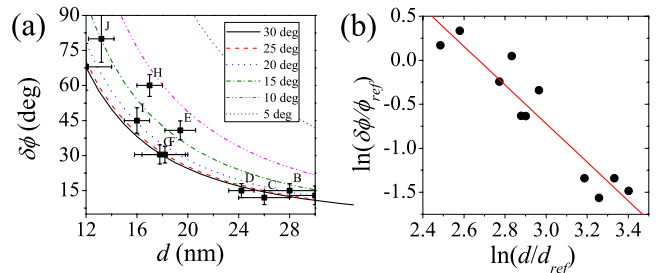 (a)
90
75
60
45
30
15
δϕ (deg)
12 16 20 24 28
d (nm)
30 deg
25 deg
20 deg
15 deg
10 deg
5 deg
J
H
I
E
G F
D
C
B
(b)
0.5
0.0
-0.5
-1.0
-1.5
ln(δϕ/ϕref)
2.4 2.6 2.8 3.0 3.2 3.4
ln(d/dref)